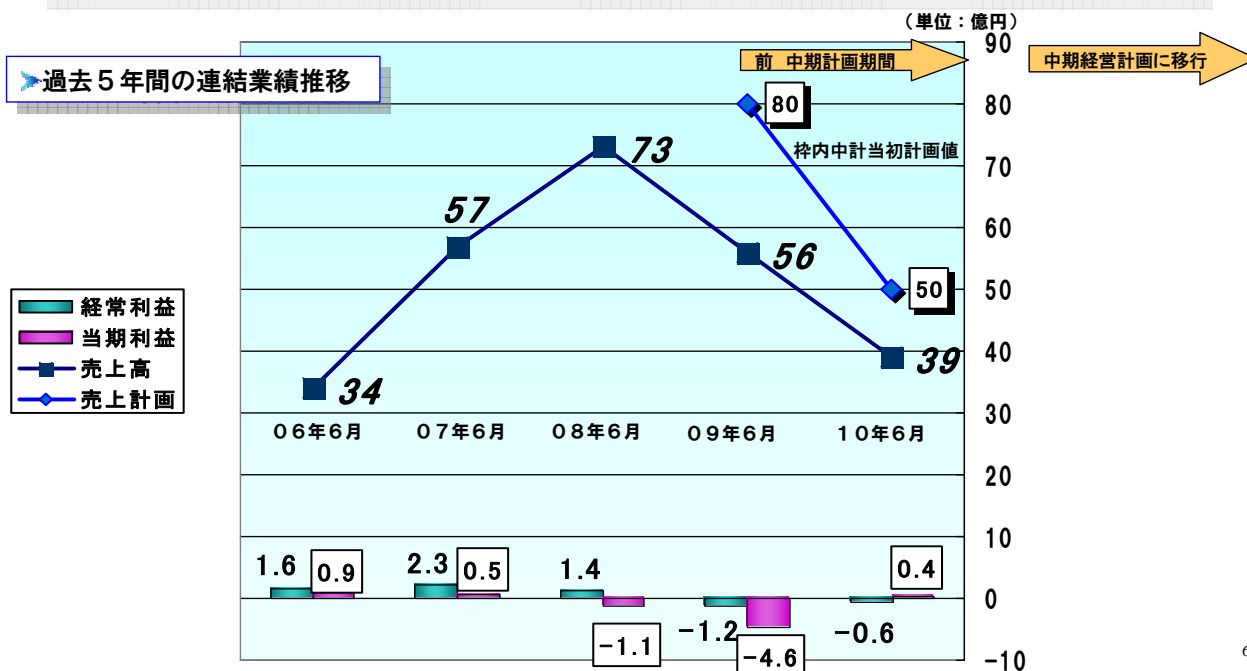 （単位：億円）
➤過去５年間の連結業績推移
前 中期計画期間
中期経営計画に移行
90
80
70
60
50
40
30
20
10
0
-10
80
枠内中計当初計画値
73
57
56
50
39
34
経常利益
当期利益
売上高
売上計画
０６年６月
０７年６月
０８年６月
０９年６月
１０年６月
1.6
0.9
2.3
0.5
1.4
-1.1
-1.2
-4.6
-0.6
0.4